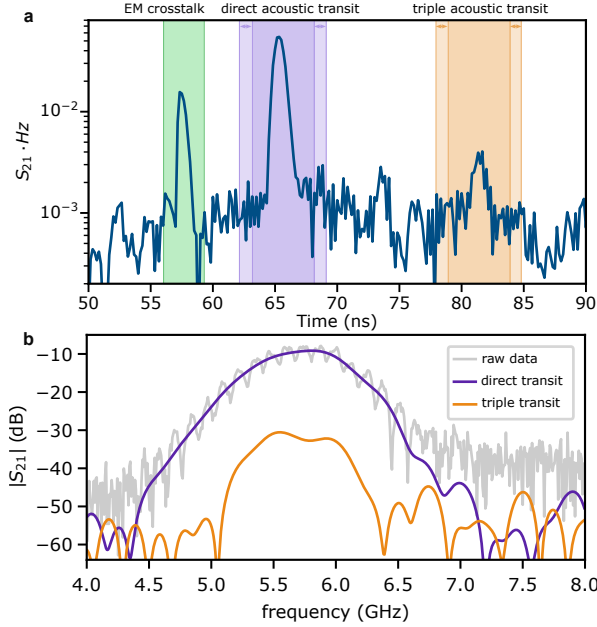 a
EM crosstalk direct acoustic transit triple acoustic transit
S₂₁ · Hz
10⁻²
10⁻³
50 55 60 65 70 75 80 85 90
Time (ns)
b
|S₂₁| (dB)
−10
−20
−30
−40
−50
−60
raw data
direct transit
triple transit
4.0 4.5 5.0 5.5 6.0 6.5 7.0 7.5 8.0
frequency (GHz)